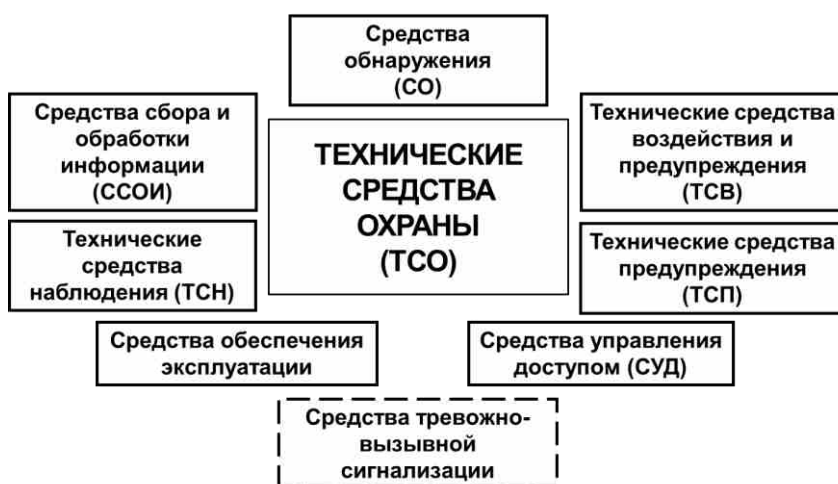 Средства
обнаружения
(СО)
Средства сбора и
обработки
информации
(ССОИ)
ТЕХНИЧЕСКИЕ
СРЕДСТВА
ОХРАНЫ
(ТСО)
Технические средства
воздействия и
предупреждения
(ТСВ)
Технические
средства
наблюдения (ТСН)
Технические средства
предупреждения
(ТСП)
Средства обеспечения
эксплуатации
Средства управления
доступом (СУД)
Средства тревожно-
вызывной
сигнализации